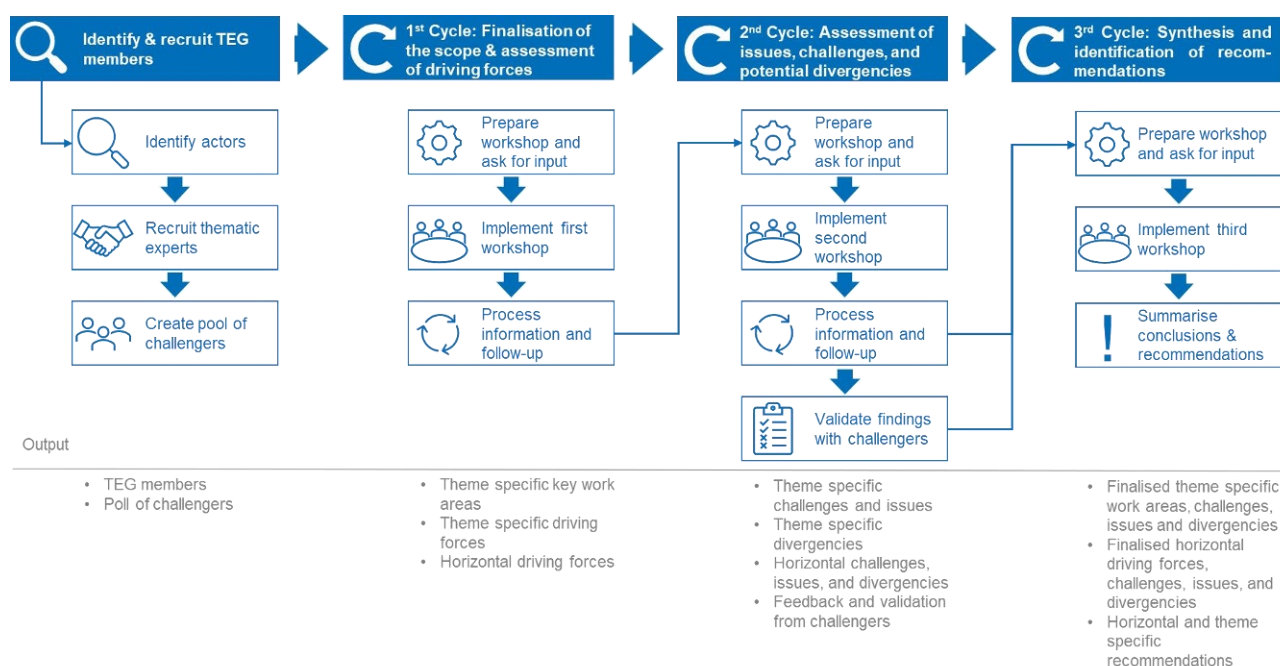 Identify & recruit TEG
members
1st Cycle: Finalisation of
the scope & assessment
of driving forces
2nd Cycle: Assessment of
issues, challenges, and
potential divergencies
3rd Cycle: Synthesis and
identification of recom-
mendations
Identify actors
Recruit thematic
experts
Create pool of
challengers
Prepare
workshop and
ask for input
Implement first
workshop
Process
information and
follow-up
Prepare
workshop and
ask for input
Implement
second
workshop
Process
information and
follow-up
Validate findings
with challengers
Prepare workshop
and ask for input
Implement third
workshop
Summarise
conclusions &
recommendations
Output
• TEG members
• Poll of challengers
• Theme specific key work
areas
• Theme specific driving
forces
• Horizontal driving forces
• Theme specific
challenges and issues
• Theme specific
divergencies
• Horizontal challenges,
issues, and divergencies
• Feedback and validation
from challengers
• Finalised theme specific
work areas, challenges,
issues and divergencies
• Finalised horizontal
driving forces,
challenges, issues, and
divergencies
• Horizontal and theme
specific
recommendations